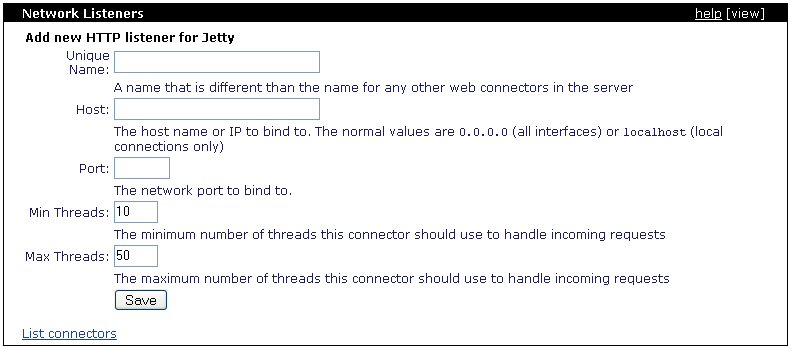 Network Listeners help [view]
Add new HTTP listener for Jetty
Unique
Name:
A name that is different than the name for any other web connectors in the server
Host:
The host name or IP to bind to. The normal values are 0.0.0.0 (all interfaces) or localhost (local
connections only)
Port:
The network port to bind to.
Min Threads: 10
The minimum number of threads this connector should use to handle incoming requests
Max Threads: 50
The maximum number of threads this connector should use to handle incoming requests
Save
List connectors